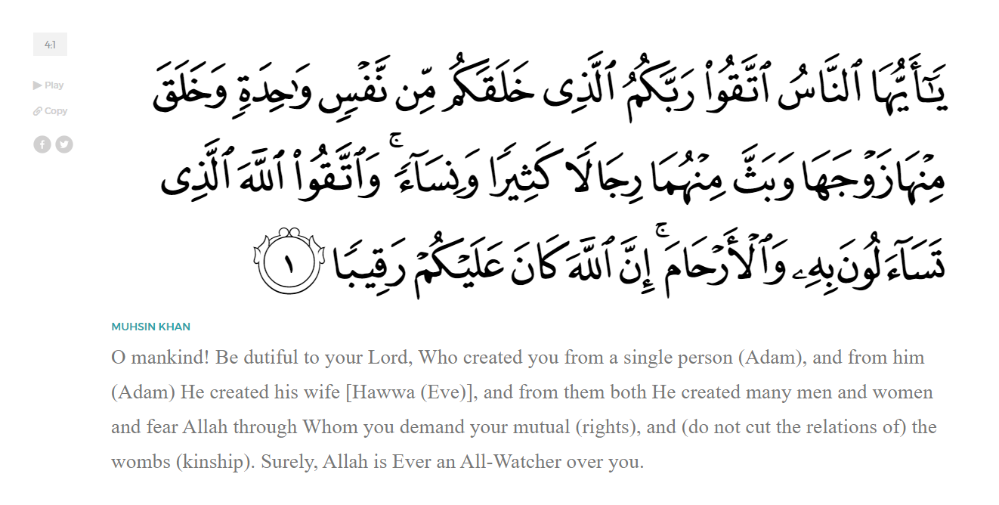 4:1
Play
Copy
يَـٰٓأَيُّهَا ٱلنَّاسُ ٱتَّقُوا۟ رَبَّكُمُ ٱلَّذِى خَلَقَكُم مِّن نَّفْسٍ وَٰحِدَةٍ وَخَلَقَ
مِنْهَا زَوْجَهَا وَبَثَّ مِنْهُمَا رِجَالًا كَثِيرًا وَنِسَآءً ۚ وَٱتَّقُوا۟ ٱللَّهَ ٱلَّذِى
تَسَآءَلُونَ بِهِۦ وَٱلْأَرْحَامَ ۚ إِنَّ ٱللَّهَ كَانَ عَلَيْكُمْ رَقِيبًا ١
MUHSIN KHAN
O mankind! Be dutiful to your Lord, Who created you from a single person (Adam), and from him
(Adam) He created his wife [Hawwa (Eve)], and from them both He created many men and women
and fear Allah through Whom you demand your mutual (rights), and (do not cut the relations of) the
wombs (kinship). Surely, Allah is Ever an All-Watcher over you.